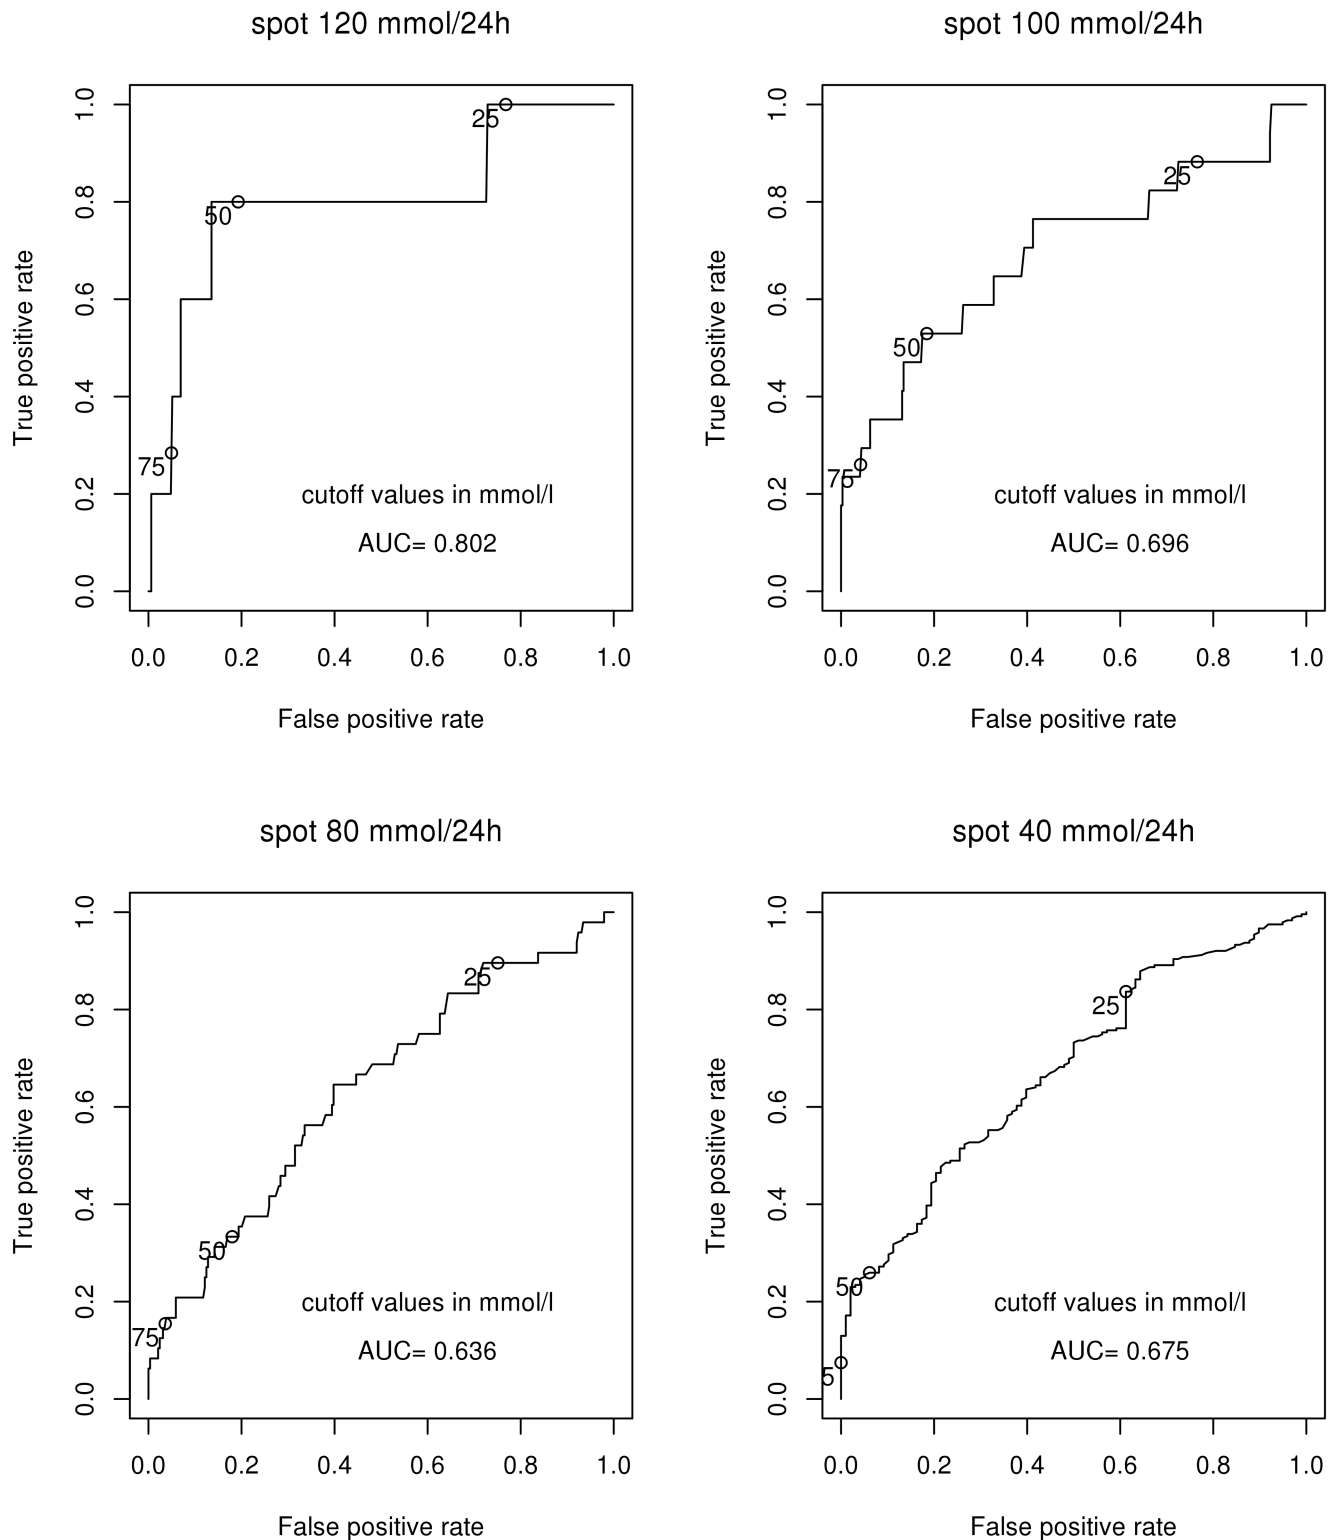 spot 120 mmol/24h
True positive rate
1.0
0.8
0.6
0.4
0.2
0.0
25
50
75
cutoff values in mmol/l
AUC= 0.802
0.0 0.2 0.4 0.6 0.8 1.0
False positive rate
spot 100 mmol/24h
True positive rate
1.0
0.8
0.6
0.4
0.2
0.0
25
50
75
cutoff values in mmol/l
AUC= 0.696
0.0 0.2 0.4 0.6 0.8 1.0
False positive rate
spot 80 mmol/24h
True positive rate
1.0
0.8
0.6
0.4
0.2
0.0
25
50
75
cutoff values in mmol/l
AUC= 0.636
0.0 0.2 0.4 0.6 0.8 1.0
False positive rate
spot 40 mmol/24h
True positive rate
1.0
0.8
0.6
0.4
0.2
0.0
25
50
5
cutoff values in mmol/l
AUC= 0.675
0.0 0.2 0.4 0.6 0.8 1.0
False positive rate